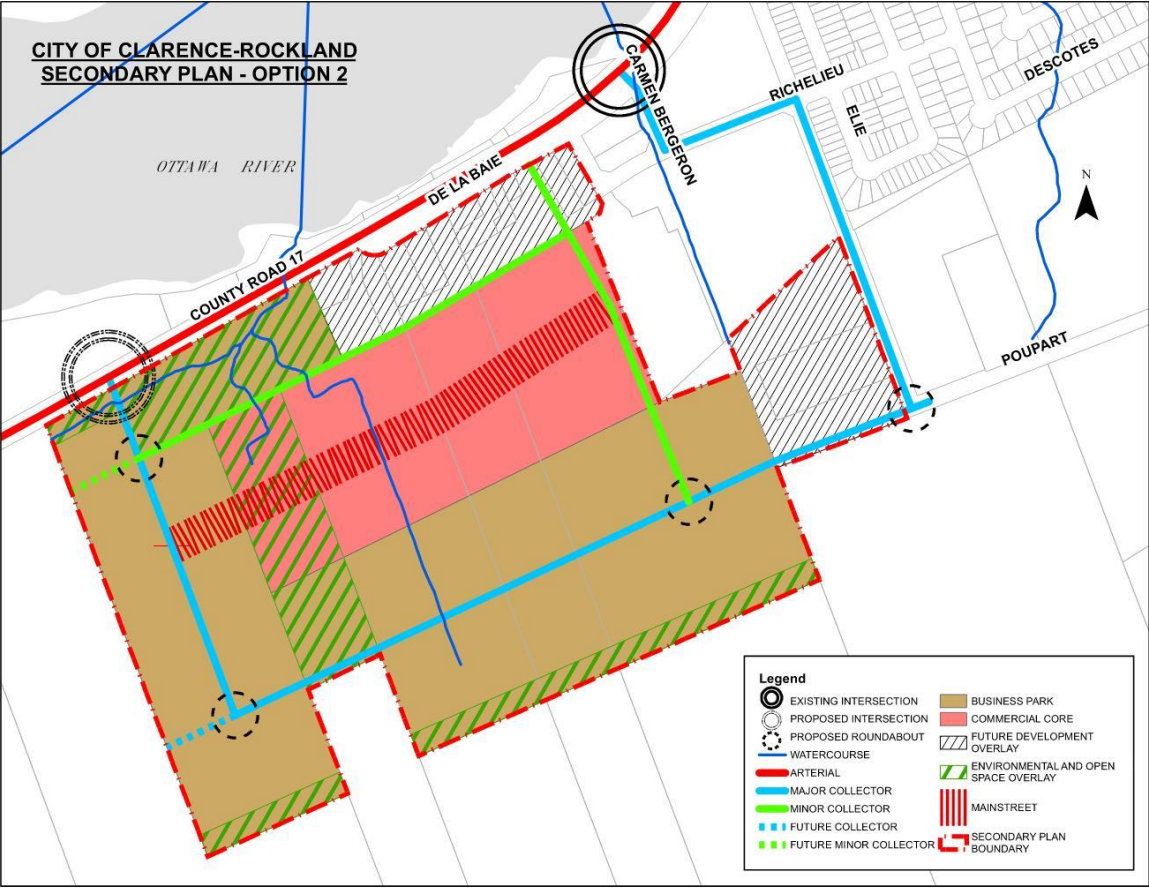 CITY OF CLARENCE-ROCKLAND
SECONDARY PLAN - OPTION 2
OTTAWA RIVER
CARMEN BERGERON
RICHELIEU
ELIE
DESCOTES
DE LA BAIE
COUNTY ROAD 17
N
POUPART
Legend
EXISTING INTERSECTION
PROPOSED INTERSECTION
PROPOSED ROUNDABOUT
WATERCOURSE
ARTERIAL
MAJOR COLLECTOR
MINOR COLLECTOR
FUTURE COLLECTOR
FUTURE MINOR COLLECTOR
BUSINESS PARK
COMMERCIAL CORE
FUTURE DEVELOPMENT
OVERLAY
ENVIRONMENTAL AND OPEN
SPACE OVERLAY
MAINSTREET
SECONDARY PLAN
BOUNDARY